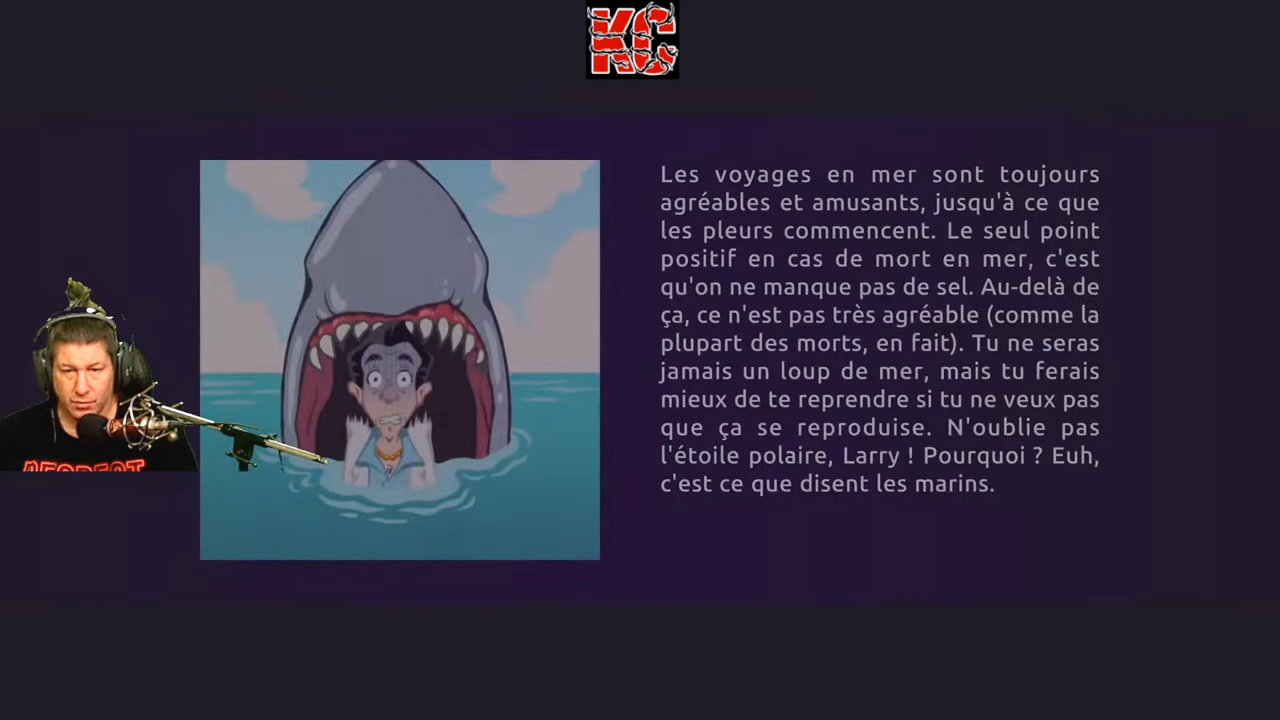 KC
Les voyages en mer sont toujours
agréables et amusants, jusqu'à ce que
les pleurs commencent. Le seul point
positif en cas de mort en mer, c'est
qu'on ne manque pas de sel. Au-delà de
ça, ce n'est pas très agréable (comme la
plupart des morts, en fait). Tu ne seras
jamais un loup de mer, mais tu ferais
mieux de te reprendre si tu ne veux pas
que ça se reproduise. N'oublie pas
l'étoile polaire, Larry ! Pourquoi ? Euh,
c'est ce que disent les marins.